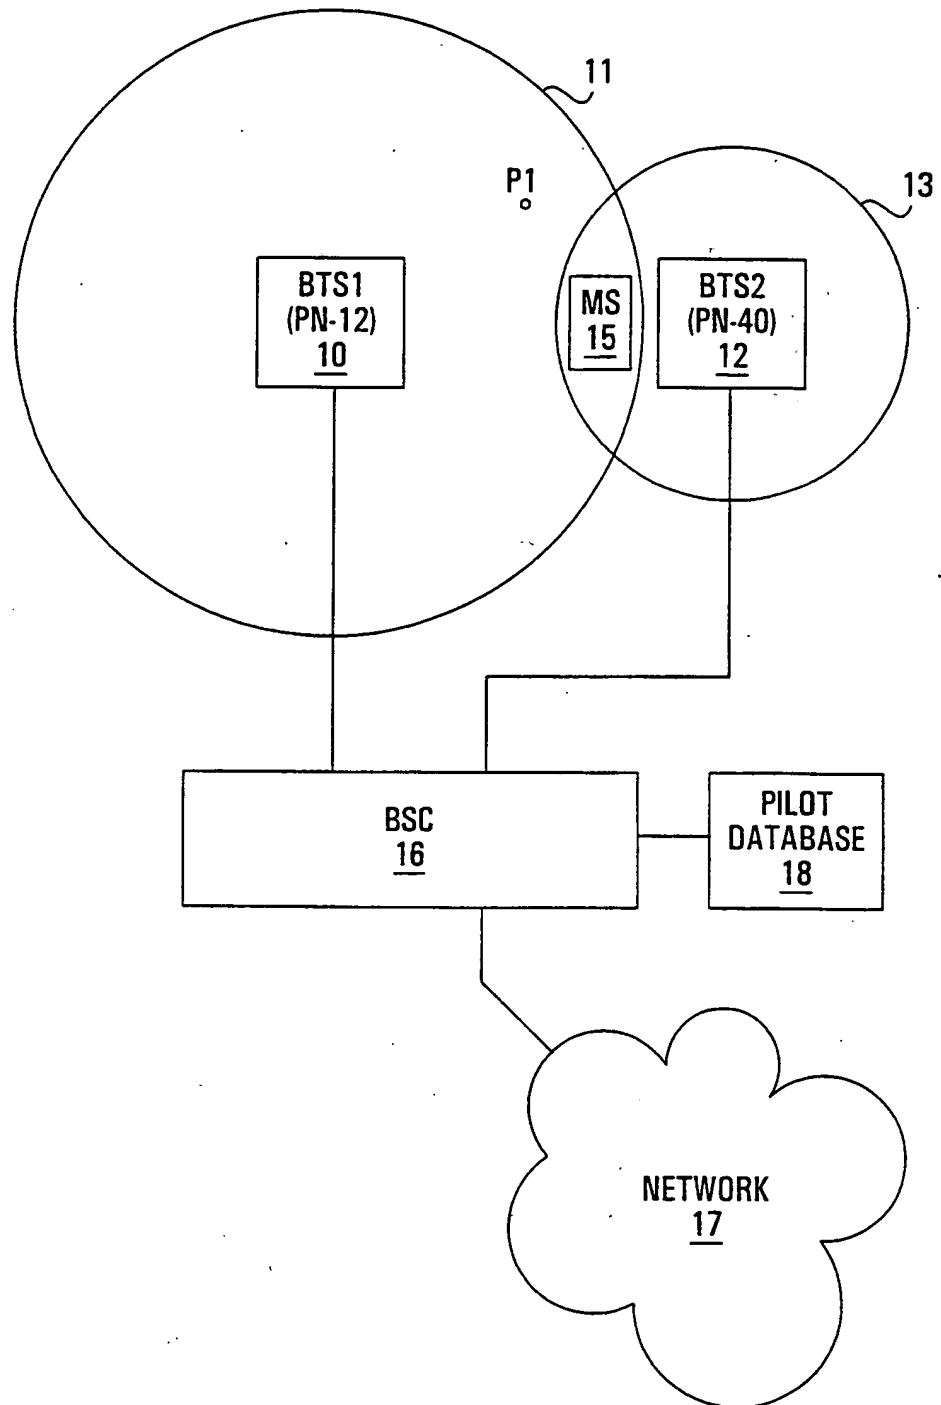 11
13
P1
BTS1
(PN-12)
10
MS
15
BTS2
(PN-40)
12
BSC
16
PILOT
DATABASE
18
NETWORK
17